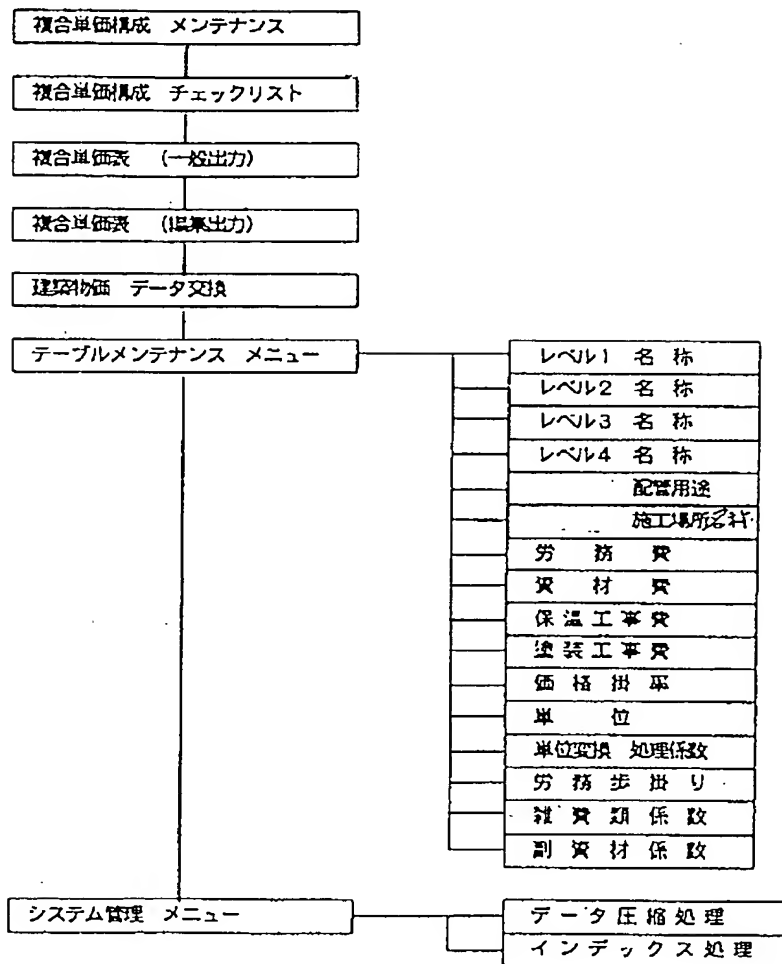 複合単価構成 メンテナンス
複合単価構成 チェックリスト
複合単価表 (一般出力)
複合単価表 (編集出力)
建築物価 データ交換
テーブルメンテナンス メニュー
レベル1 名 称
レベル2 名 称
レベル3 名 称
レベル4 名 称
配管用途
施工場所名称
労 務 費
資 材 費
保 温 工 事 費
塗 装 工 事 費
価 格 掛 率
単 位
単位変換 処理係数
労 務 歩 掛 り
雑 費 類 係 数
副 資 材 係 数
システム管理 メニュー
デ ー タ 圧 縮 処 理
イ ン デ ッ ク ス 処 理